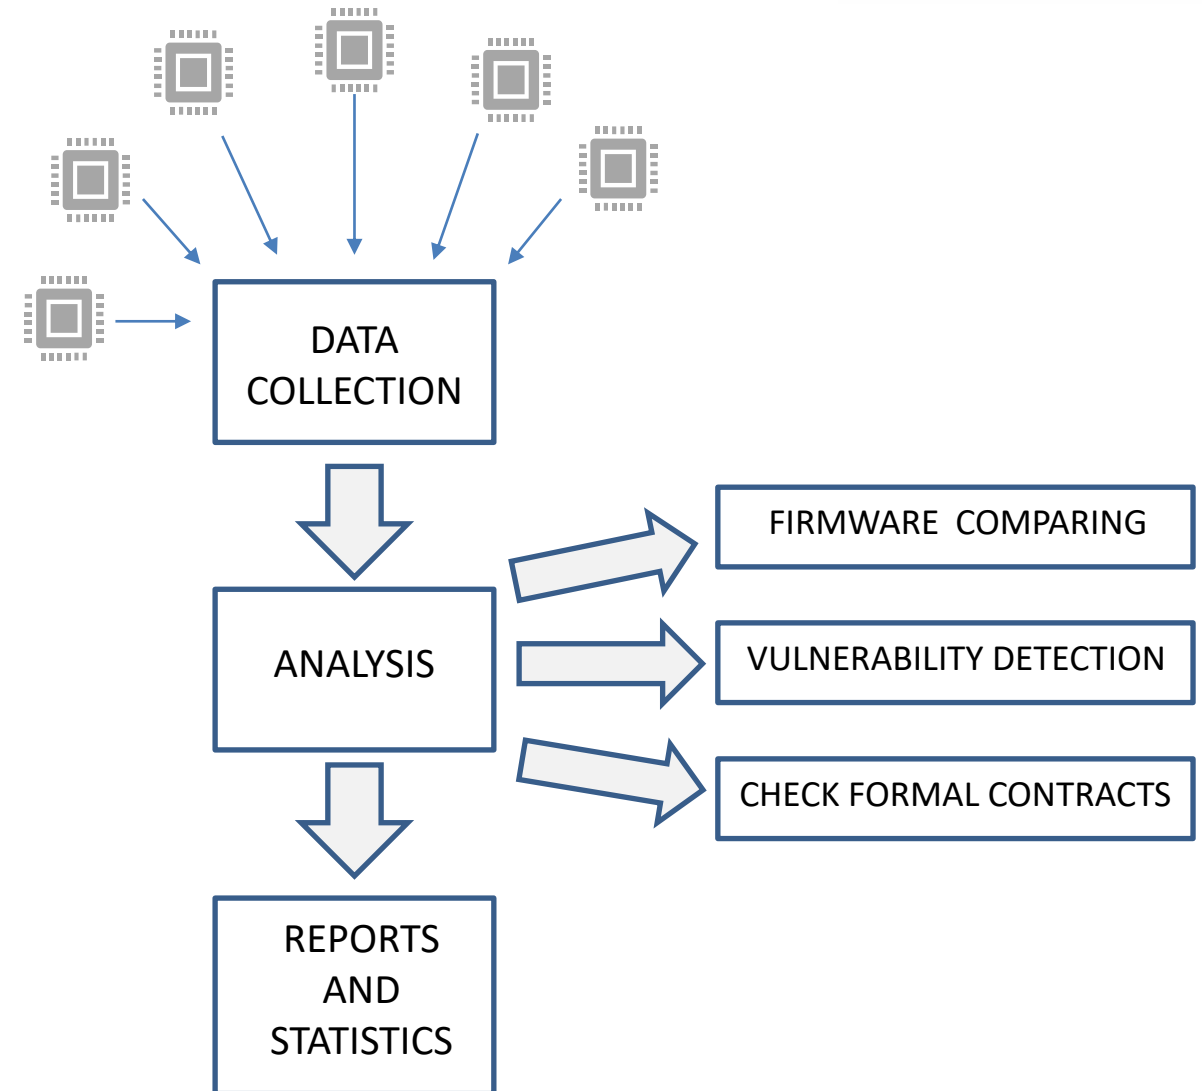 DATA
COLLECTION
FIRMWARE  COMPARING
ANALYSIS
VULNERABILITY DETECTION
CHECK FORMAL CONTRACTS
REPORTS
AND
STATISTICS